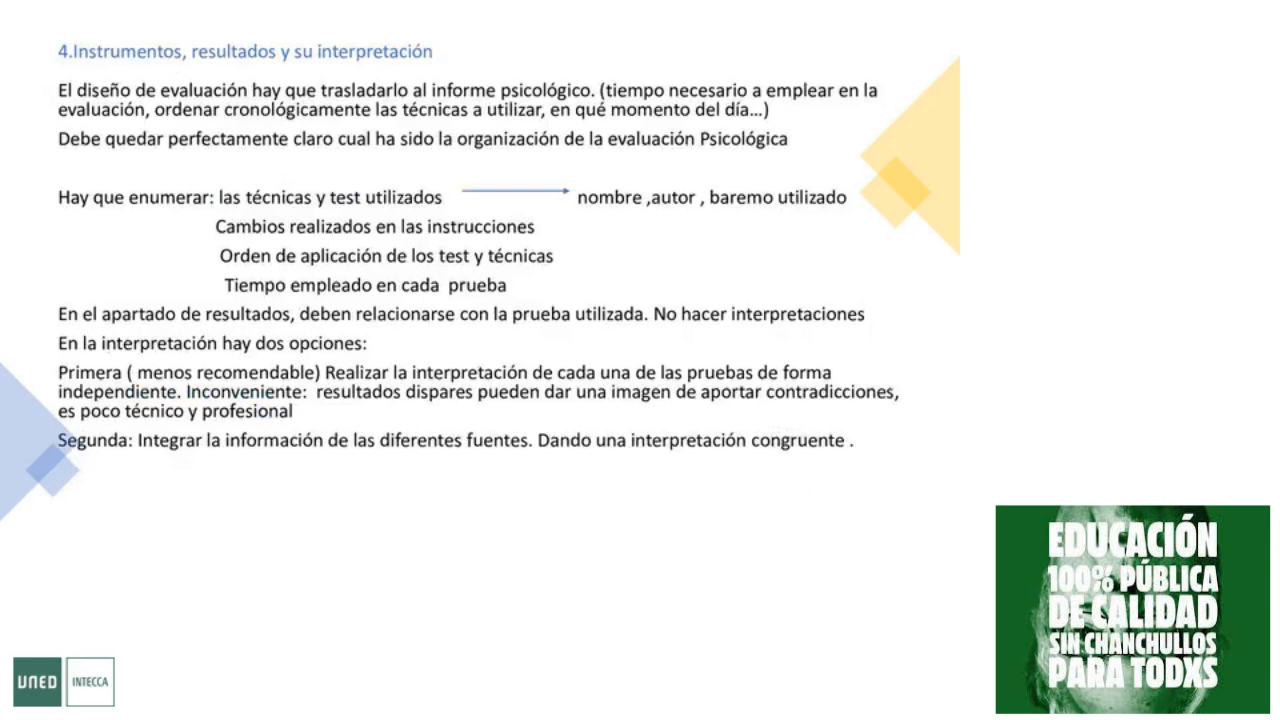 4.Instrumentos, resultados y su interpretación
El diseño de evaluación hay que trasladarlo al informe psicológico. (tiempo necesario a emplear en la
evaluación, ordenar cronológicamente las técnicas a utilizar, en qué momento del día...)
Debe quedar perfectamente claro cual ha sido la organización de la evaluación Psicológica
Hay que enumerar: las técnicas y test utilizados nombre ,autor , baremo utilizado
Cambios realizados en las instrucciones
Orden de aplicación de los test y técnicas
Tiempo empleado en cada prueba
En el apartado de resultados, deben relacionarse con la prueba utilizada. No hacer interpretaciones
En la interpretación hay dos opciones:
Primera ( menos recomendable) Realizar la interpretación de cada una de las pruebas de forma
independiente. Inconveniente: resultados dispares pueden dar una imagen de aportar contradicciones,
es poco técnico y profesional
Segunda: Integrar la información de las diferentes fuentes. Dando una interpretación congruente .
EDUCACIÓN
100% PÚBLICA
DE CALIDAD
SIN CHANCHULLOS
PARA TODXS
UNED INTECCA